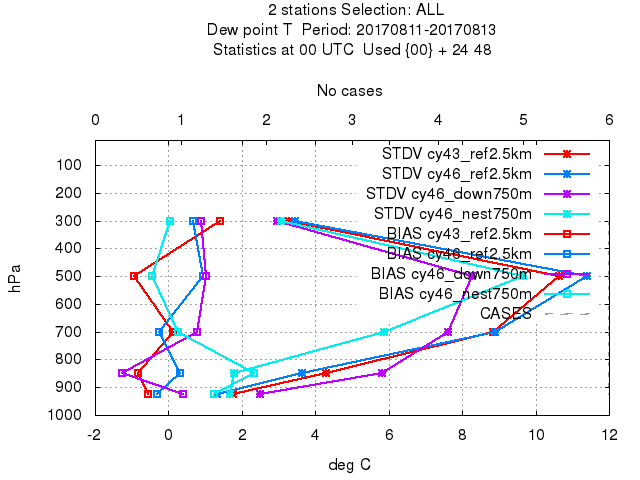 2 stations Selection: ALL
Dew point T  Period: 20170811-20170813
Statistics at 00 UTC  Used {00} + 24 48
No cases
0 1 2 3 4 5 6
STDV cy43_ref2.5km
STDV cy46_ref2.5km
STDV cy46_down750m
STDV cy46_nest750m
BIAS cy43_ref2.5km
BIAS cy46_ref2.5km
BIAS cy46_down750m
BIAS cy46_nest750m
CASES
100
200
300
400
500
600
700
800
900
1000
hPa
-2 0 2 4 6 8 10 12
deg C